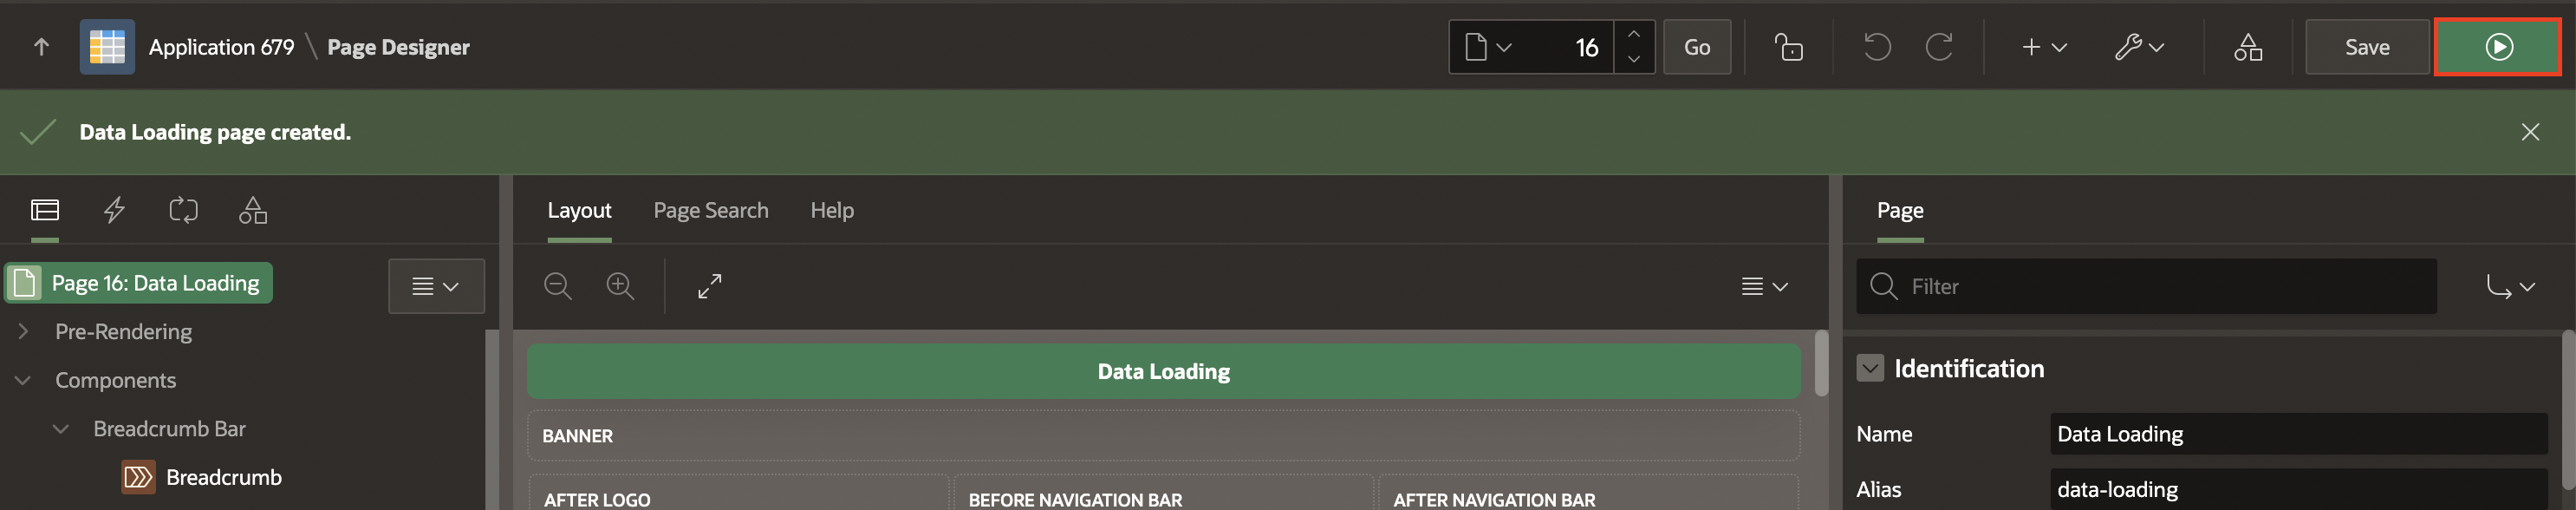 Application 679 \ Page Designer
16
Go
Save
Data Loading page created.
Layout
Page Search
Help
Page
Page 16: Data Loading
Filter
Pre-Rendering
Data Loading
Identification
Components
Breadcrumb Bar
BANNER
Name
Data Loading
Breadcrumb
AFTER LOGO
BEFORE NAVIGATION BAR
AFTER NAVIGATION BAR
Alias
data-loading